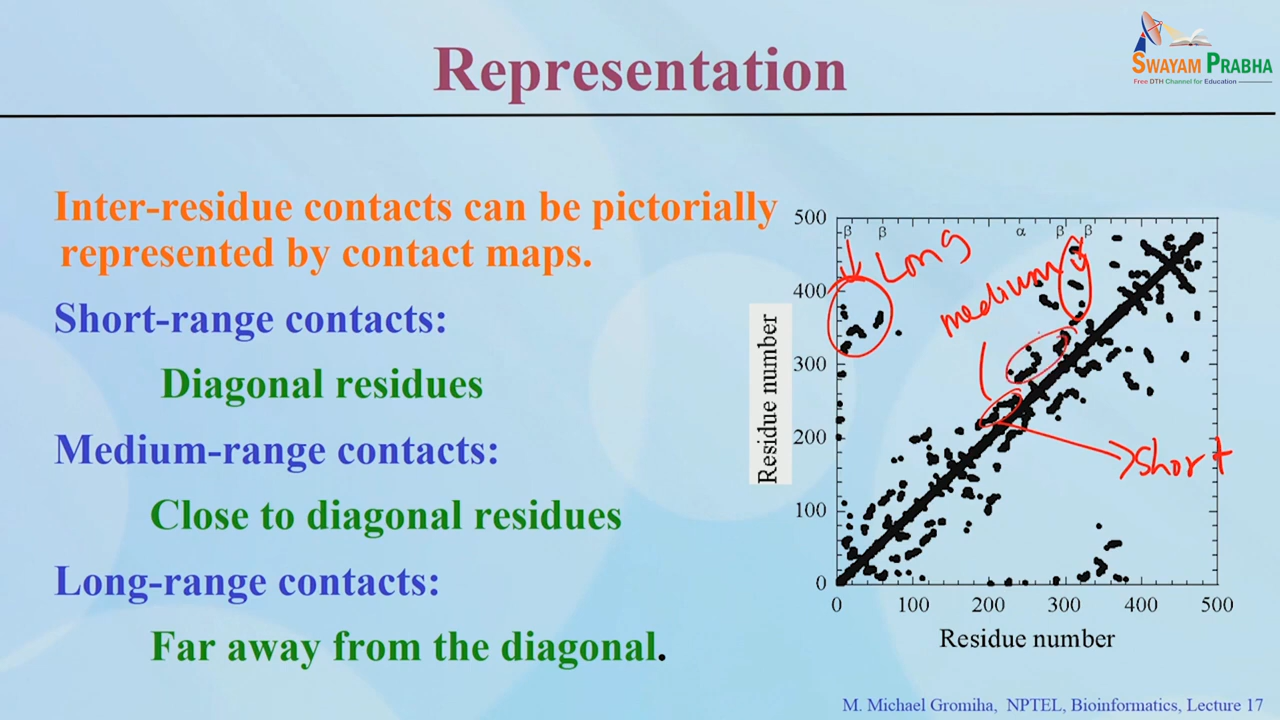 Representation
SWAYAM PRABHA
Free DTH Channel for Education
Inter-residue contacts can be pictorially
represented by contact maps.
Short-range contacts:
Diagonal residues
Medium-range contacts:
Close to diagonal residues
Long-range contacts:
Far away from the diagonal.
500
400
300
200
100
0
Residue number
β β α β β
Long
medium
short
0 100 200 300 400 500
Residue number
M. Michael Gromiha, NPTEL, Bioinformatics, Lecture 17